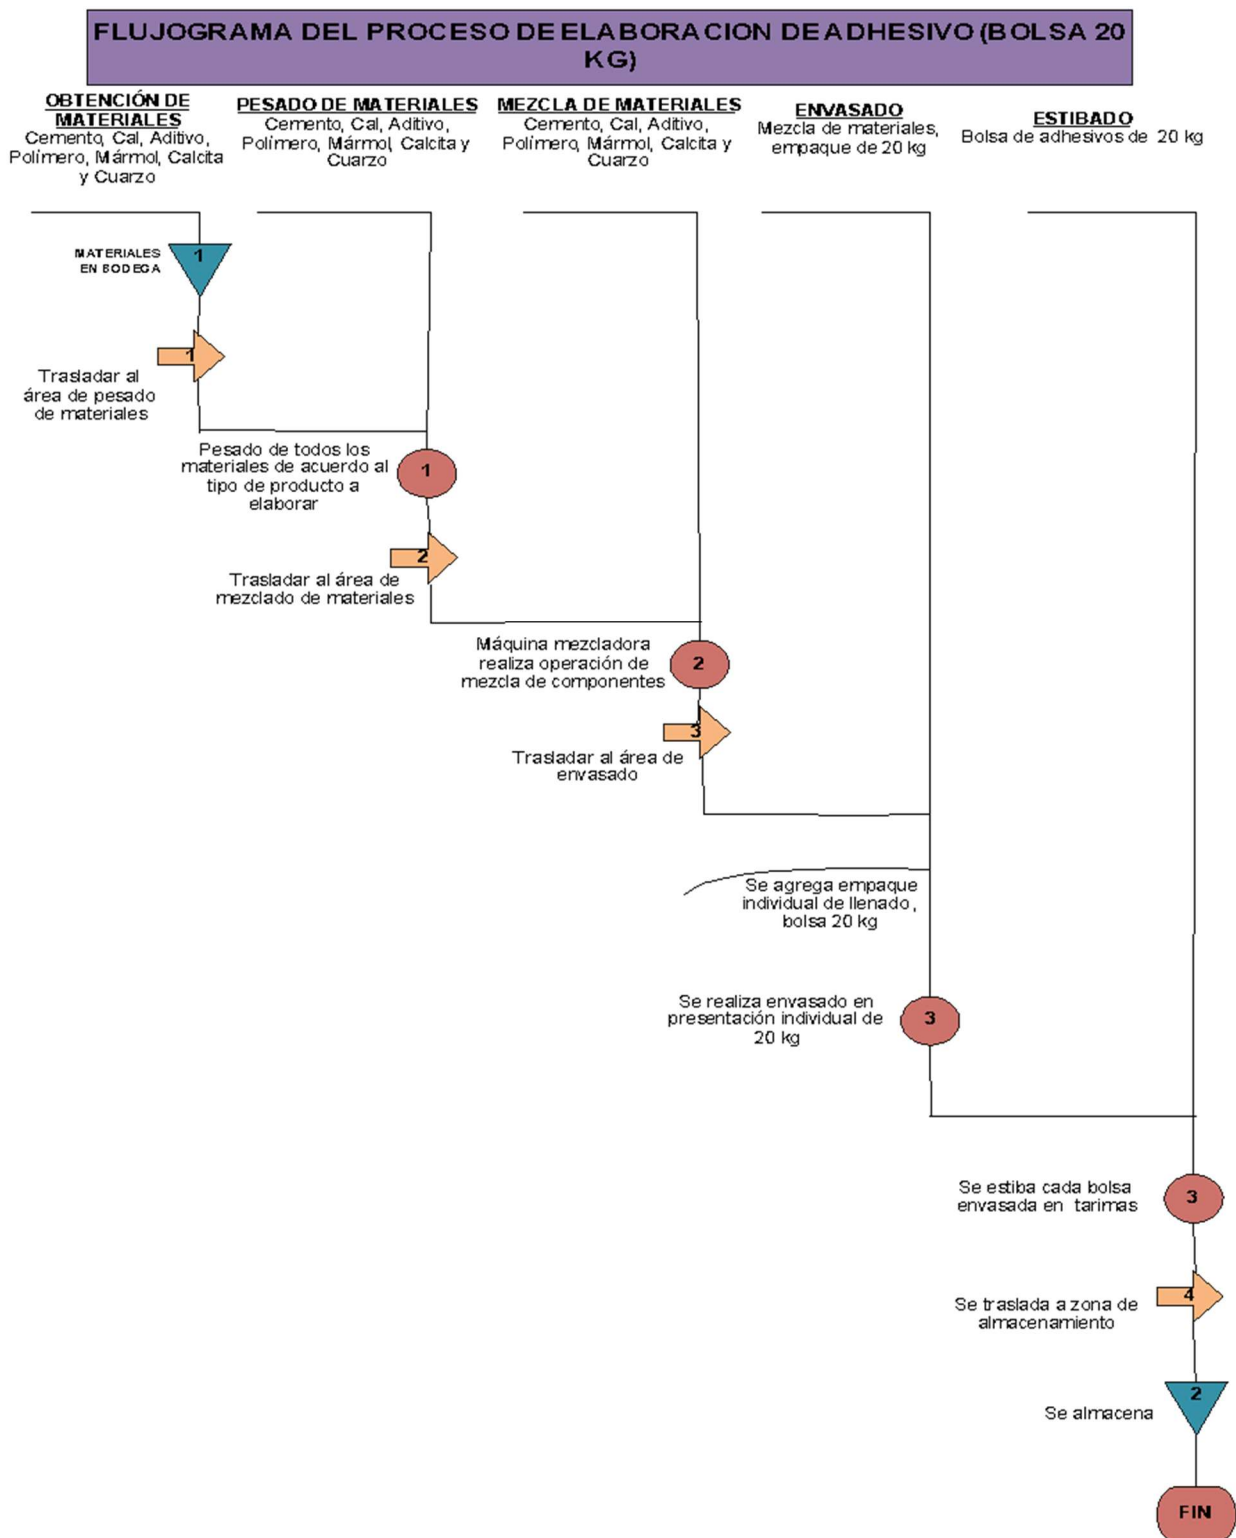 FLUJOGRAMA DEL PROCESO DE ELABORACION DE ADHESIVO (BOLSA 20
KG)
OBTENCIÓN DE
MATERIALES
Cemento, Cal, Aditivo,
Polímero, Mármol, Calcita
y Cuarzo
PESADO DE MATERIALES
Cemento, Cal, Aditivo,
Polímero, Mármol, Calcita y
Cuarzo
MEZCLA DE MATERIALES
Cemento, Cal, Aditivo,
Polímero, Mármol, Calcita y
Cuarzo
ENVASADO
Mezcla de materiales,
empaque de 20 kg
ESTIBADO
Bolsa de adhesivos de 20 kg
MATERIALES
EN BODEGA
1
1
Trasladar al
área de pesado
de materiales
Pesado de todos los
materiales de acuerdo al
tipo de producto a
elaborar
1
2
Trasladar al área de
mezclado de materiales
Máquina mezcladora
realiza operación de
mezcla de componentes
2
3
Trasladar al área de
envasado
Se agrega empaque
individual de llenado,
bolsa 20 kg
Se realiza envasado en
presentación individual de
20 kg
3
Se estiba cada bolsa
envasada en tarimas
3
4
Se traslada a zona de
almacenamiento
2
Se almacena
FIN